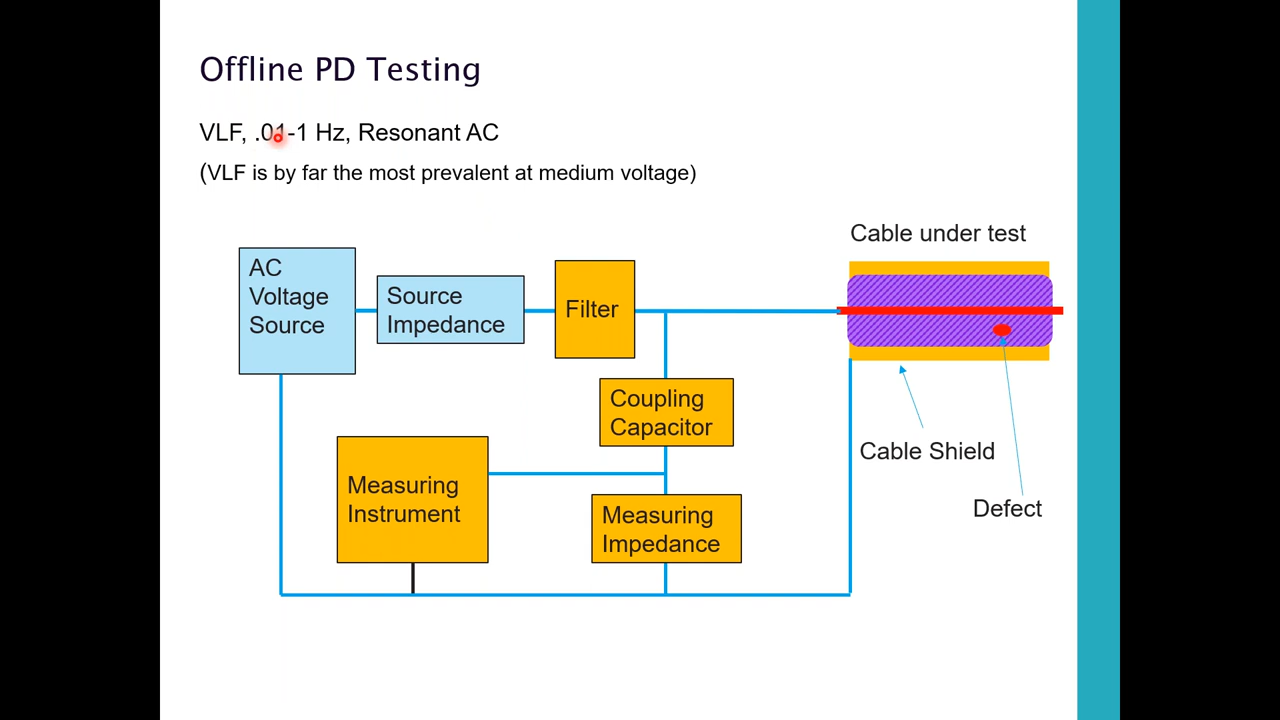 Offline PD Testing
VLF, .01-1 Hz, Resonant AC
(VLF is by far the most prevalent at medium voltage)
Cable under test
AC
Voltage
Source
Source
Impedance
Filter
Coupling
Capacitor
Cable Shield
Measuring
Instrument
Measuring
Impedance
Defect